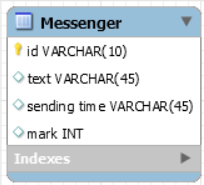 Messenger
id VARCHAR(10)
text VARCHAR(45)
sending time VARCHAR(45)
mark INT
Indexes